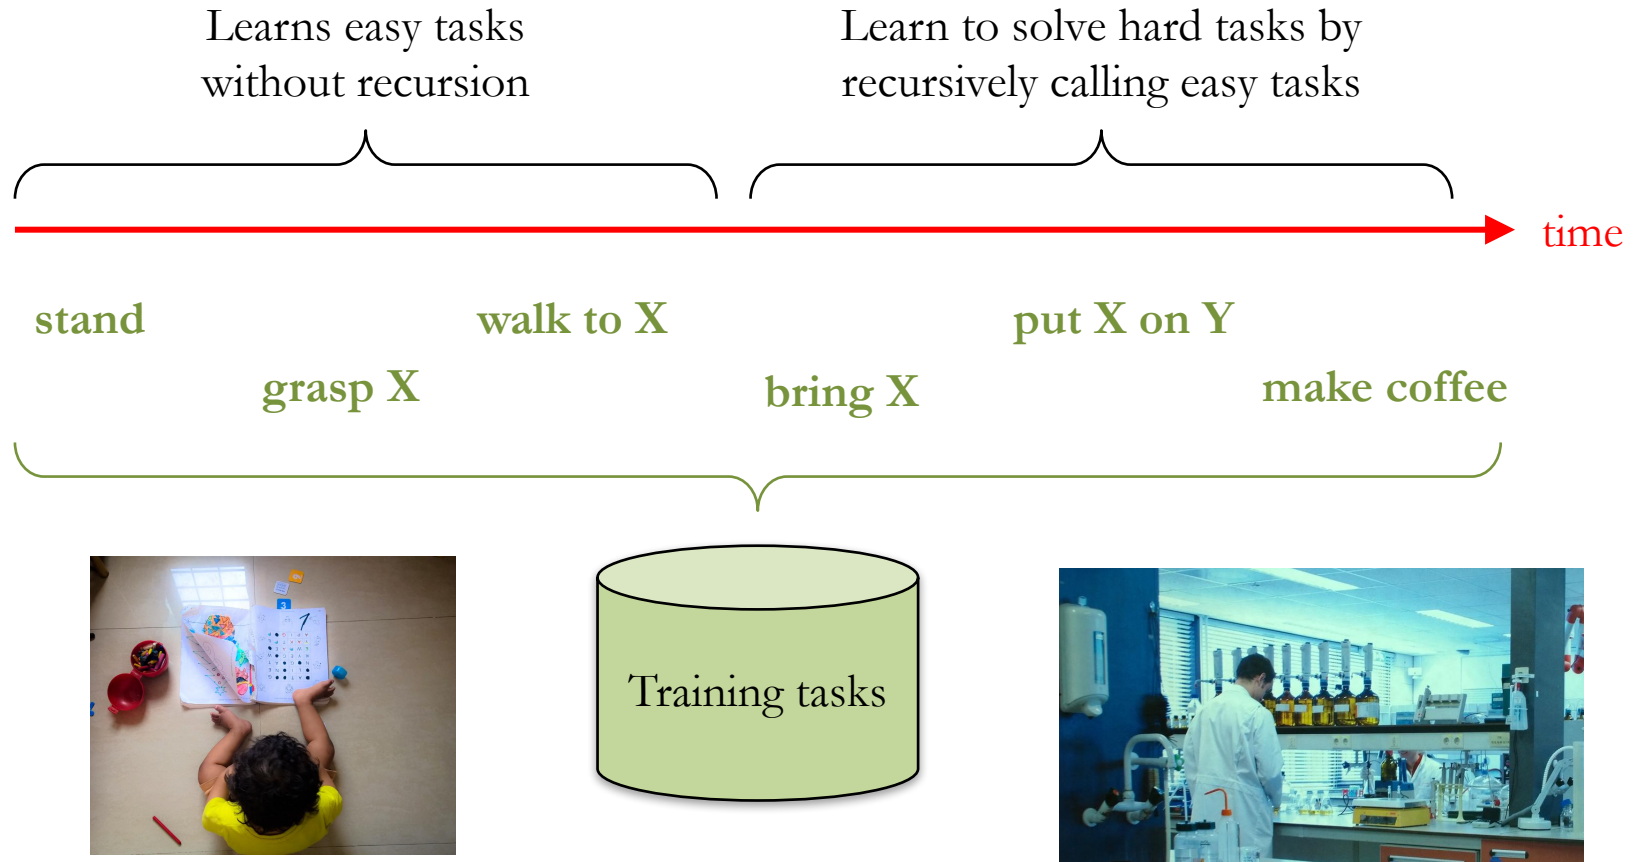 Learns easy tasks
without recursion
Learn to solve hard tasks by
recursively calling easy tasks
time
stand
walk to X
put X on Y
grasp X
bring X
make coffee
Training tasks